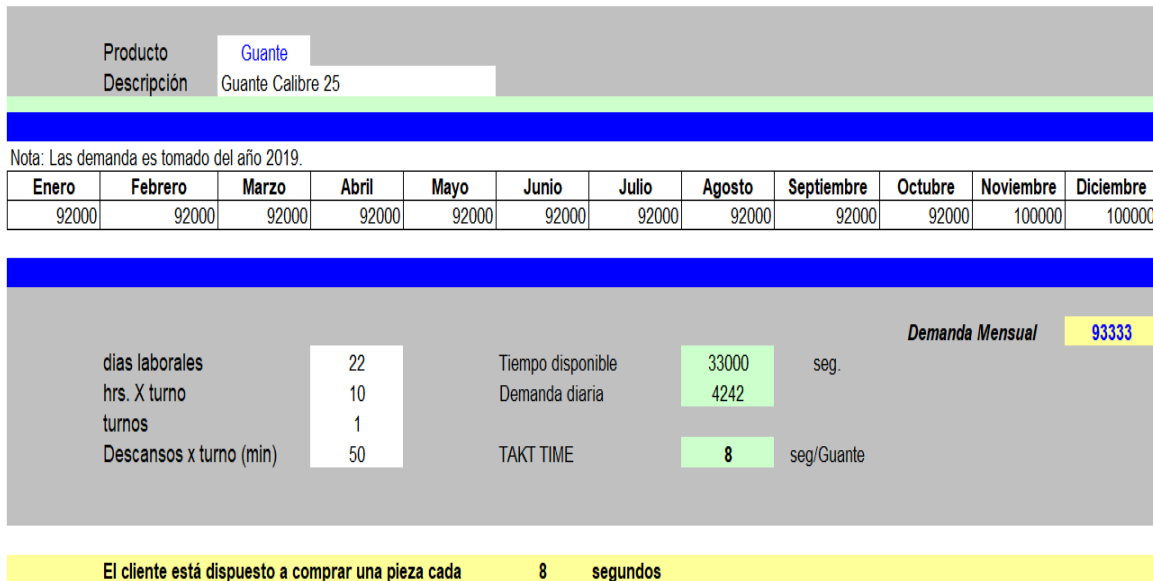 Producto Guante
Descripción Guante Calibre 25
Nota: Las demanda es tomado del año 2019.
Enero Febrero Marzo Abril Mayo Junio Julio Agosto Septiembre Octubre Noviembre Diciembre
92000 92000 92000 92000 92000 92000 92000 92000 92000 92000 100000 100000
Demanda Mensual 93333
dias laborales 22 Tiempo disponible 33000 seg.
hrs. X turno 10 Demanda diaria 4242
turnos 1
Descansos x turno (min) 50 TAKT TIME 8 seg/Guante
El cliente está dispuesto a comprar una pieza cada 8 segundos